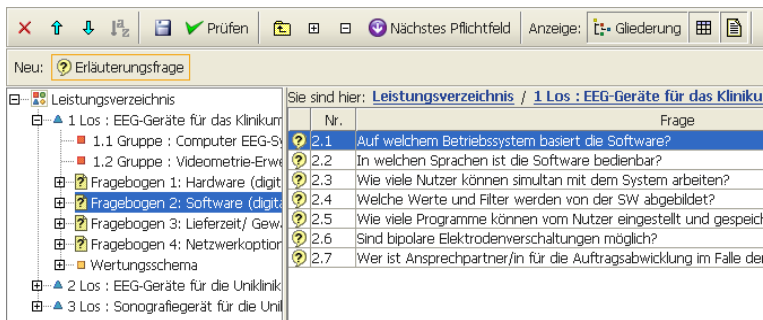 Prüfen Nächstes Pflichtfeld Anzeige: Gliederung
Neu: Erläuterungsfrage
Leistungsverzeichnis
1 Los : EEG-Geräte für das Klinikum
1.1 Gruppe : Computer EEG-Sy
1.2 Gruppe : Videometrie-Erwe
Fragebogen 1: Hardware (digit
Fragebogen 2: Software (digita
Fragebogen 3: Lieferzeit/ Gew.
Fragebogen 4: Netzwerkoption
Wertungsschema
2 Los : EEG-Geräte für die Uniklinik
3 Los : Sonografiegerät für die Uni
Sie sind hier: Leistungsverzeichnis / 1 Los : EEG-Geräte für das Kliniku
Nr. Frage
2.1 Auf welchem Betriebssystem basiert die Software?
2.2 In welchen Sprachen ist die Software bedienbar?
2.3 Wie viele Nutzer können simultan mit dem System arbeiten?
2.4 Welche Werte und Filter werden von der SW abgebildet?
2.5 Wie viele Programme können vom Nutzer eingestellt und gespeich
2.6 Sind bipolare Elektrodenverschaltungen möglich?
2.7 Wer ist Ansprechpartner/in für die Auftragsabwicklung im Falle der